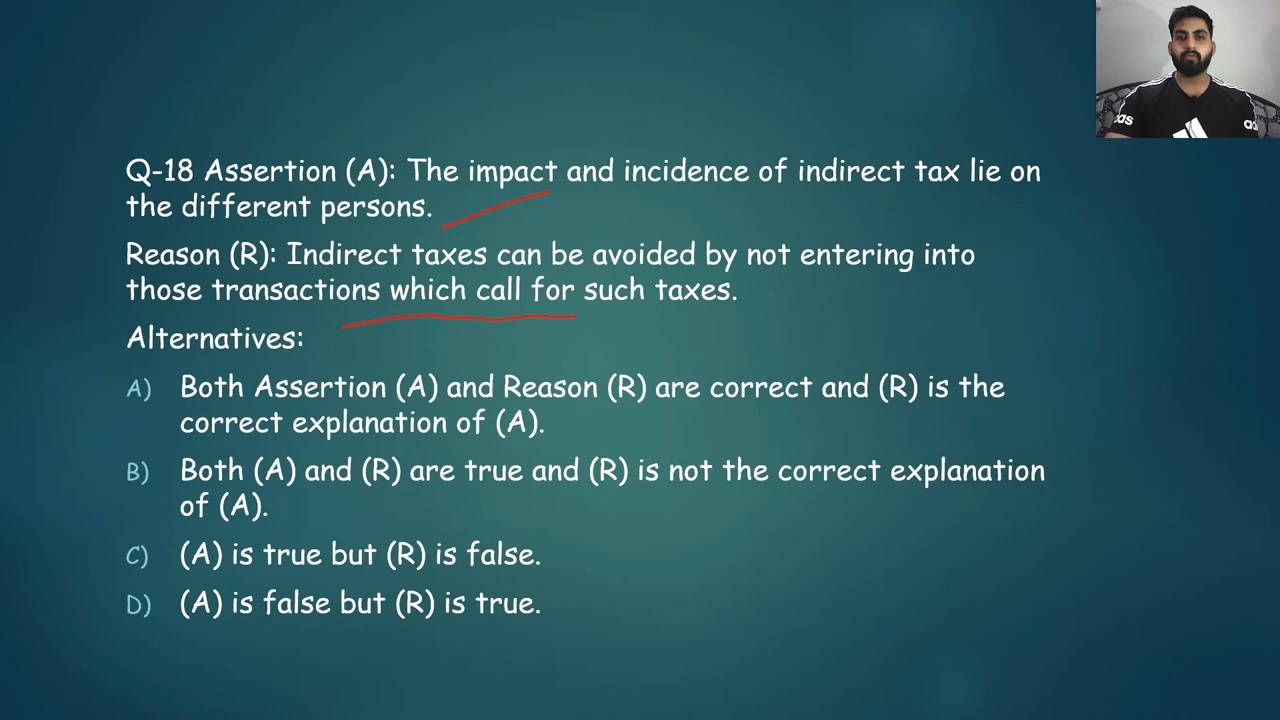 Q-18 Assertion (A): The impact and incidence of indirect tax lie on
the different persons.
Reason (R): Indirect taxes can be avoided by not entering into
those transactions which call for such taxes.
Alternatives:
A) Both Assertion (A) and Reason (R) are correct and (R) is the
correct explanation of (A).
B) Both (A) and (R) are true and (R) is not the correct explanation
of (A).
C) (A) is true but (R) is false.
D) (A) is false but (R) is true.